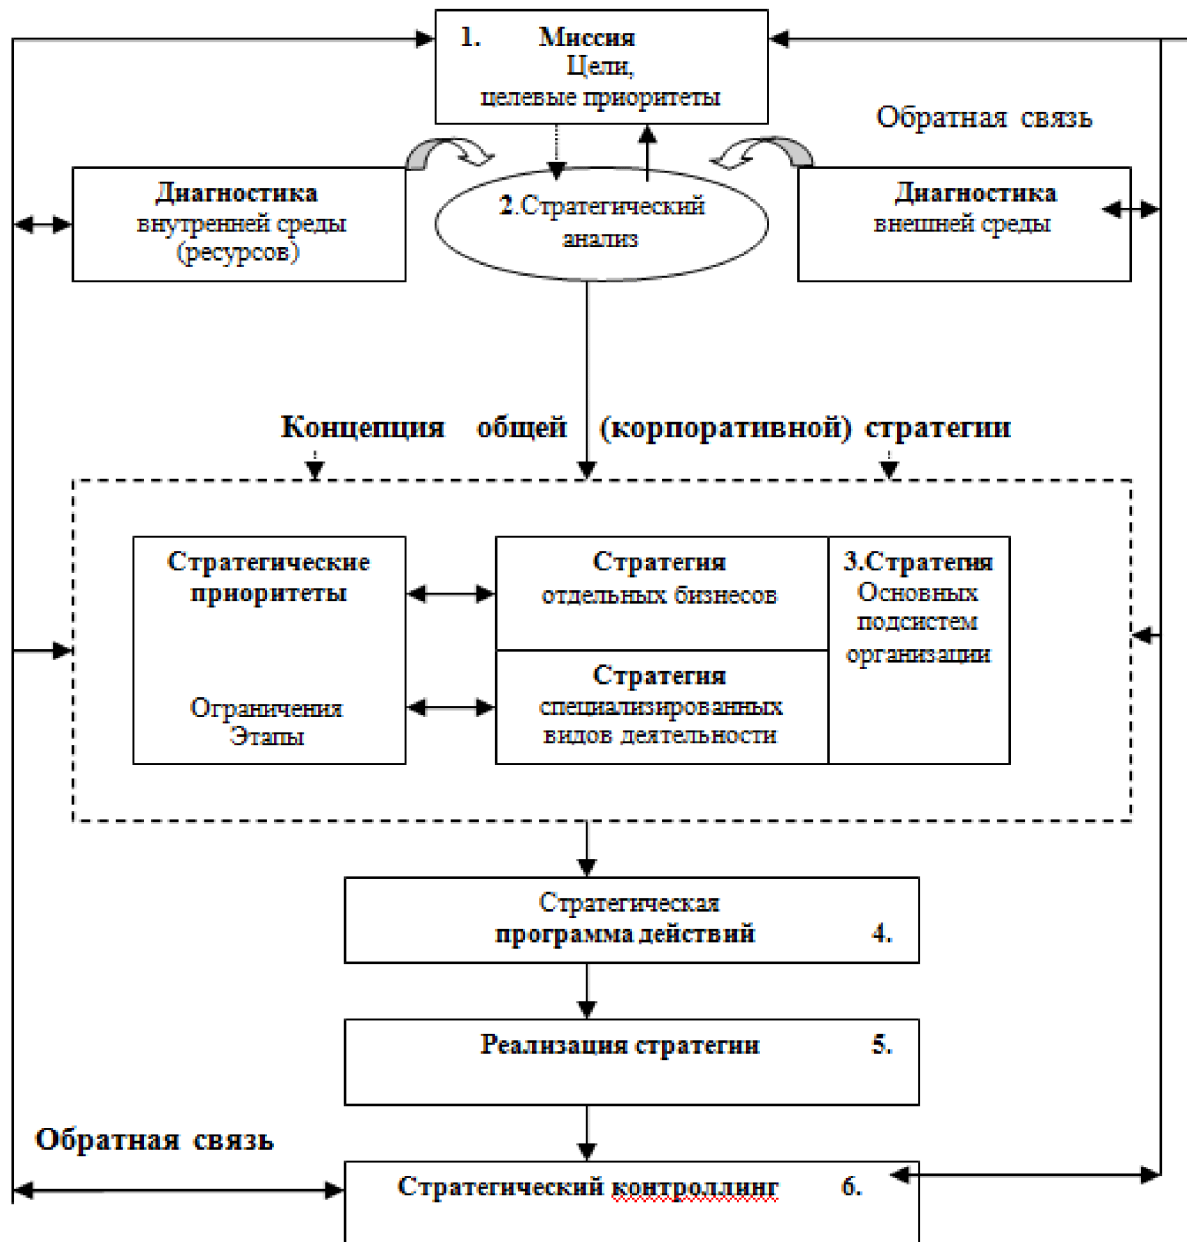 1. Миссия
Цели,
целевые приоритеты
Обратная связь
Диагностика
внутренней среды
(ресурсов)
2.Стратегический
анализ
Диагностика
внешней среды
Концепция общей (корпоративной) стратегии
Стратегические
приоритеты
Ограничения
Этапы
Стратегия
отдельных бизнесов
Стратегия
специализированных
видов деятельности
3.Стратегия
Основных
подсистем
организации
Стратегическая
программа действий 4.
Реализация стратегии 5.
Обратная связь
Стратегический контроллинг 6.